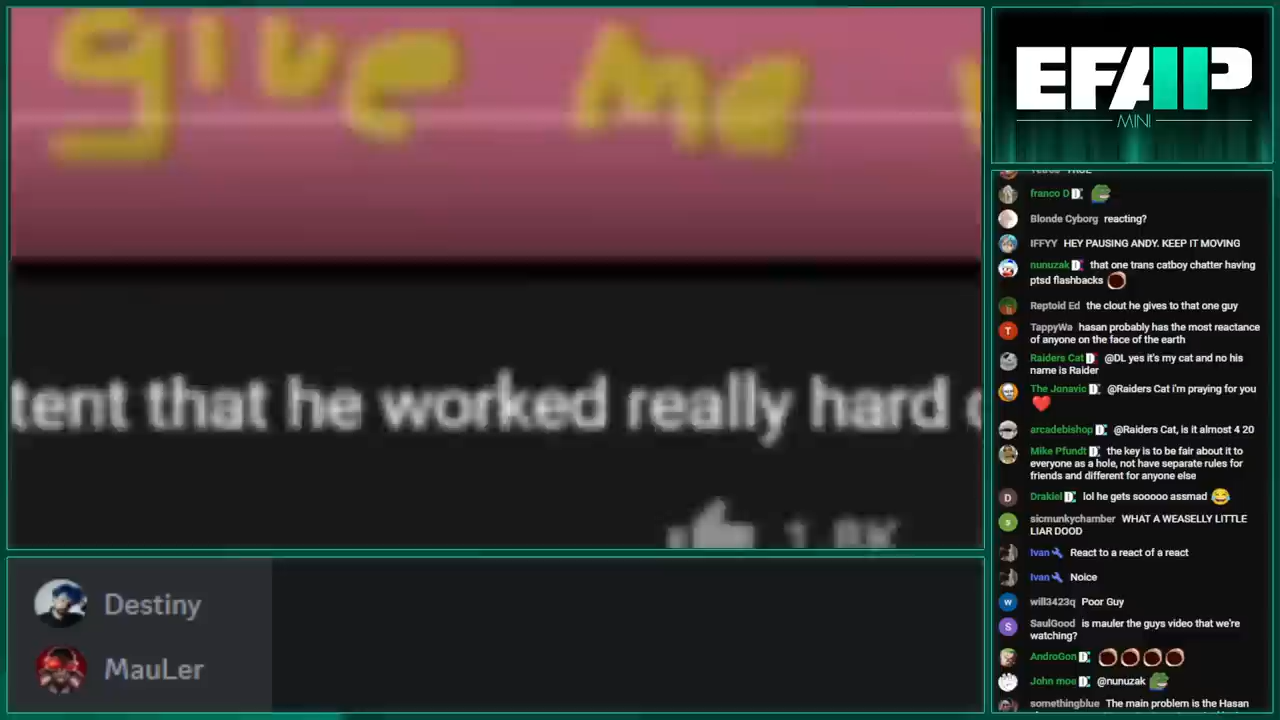 give me
tent that he worked really hard
1.8K
Destiny
MauLer
EFAP
MINI
franco D
Blonde Cyborg reacting?
IFFYY HEY PAUSING ANDY. KEEP IT MOVING
nunuzak that one trans catboy chatter having
ptsd flashbacks
Reptoid Ed the clout he gives to that one guy
TappyWa hasan probably has the most reactance
of anyone on the face of the earth
Raiders Cat @DL yes it's my cat and no his
name is Raider
The Jonavic @Raiders Cat i'm praying for you
arcadebishop @Raiders Cat, is it almost 4 20
Mike Pfundt the key is to be fair about it to
everyone as a hole, not have separate rules for
friends and different for anyone else
Drakiel lol he gets sooooo assmad
sicmunkychamber WHAT A WEASELLY LITTLE
LIAR DOOD
Ivan React to a react of a react
Ivan Noice
will3423q Poor Guy
SaulGood is mauler the guys video that we're
watching?
AndroGon
John moe @nunuzak
somethingblue The main problem is the Hasan